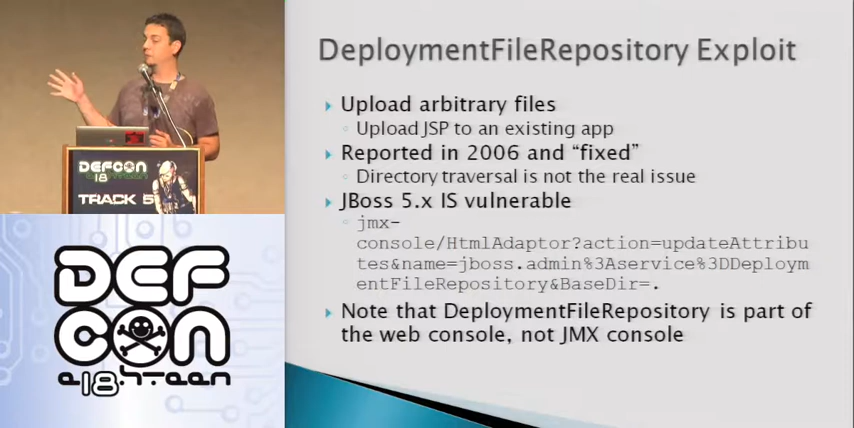 DeploymentFileRepository Exploit
Upload arbitrary files
Upload JSP to an existing app
Reported in 2006 and “fixed”
Directory traversal is not the real issue
JBoss 5.x IS vulnerable
jmx-
console/HtmlAdaptor?action=updateAttribu
tes&name=jboss.admin%3Aservice%3DDeploym
entFileRepository&BaseDir=.
Note that DeploymentFileRepository is part of
the web console, not JMX console
DEFCON
18
TRACK 5
DEF
CON
e18hteen